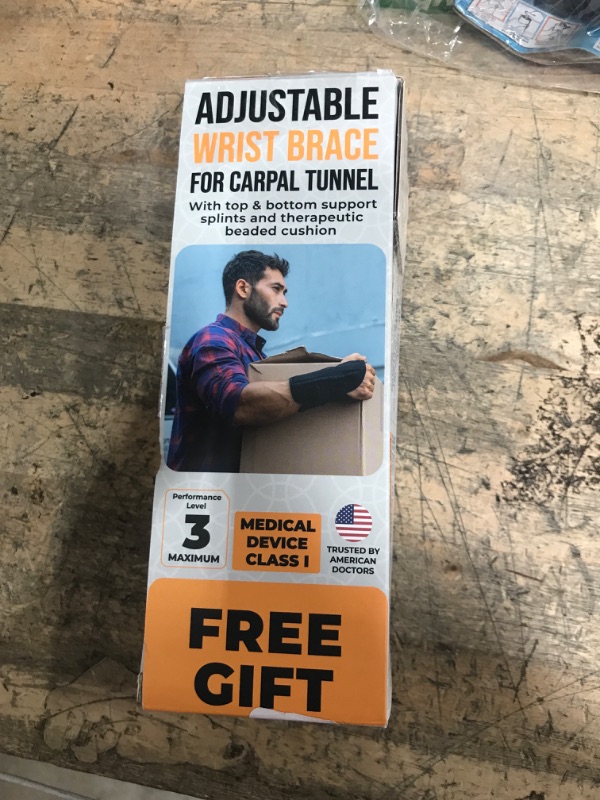 ADJUSTABLE
WRIST BRACE
FOR CARPAL TUNNEL
With top & bottom support
splints and therapeutic
beaded cushion
Performance
Level
3
MAXIMUM
MEDICAL
DEVICE
CLASS I
TRUSTED BY
AMERICAN
DOCTORS
FREE
GIFT